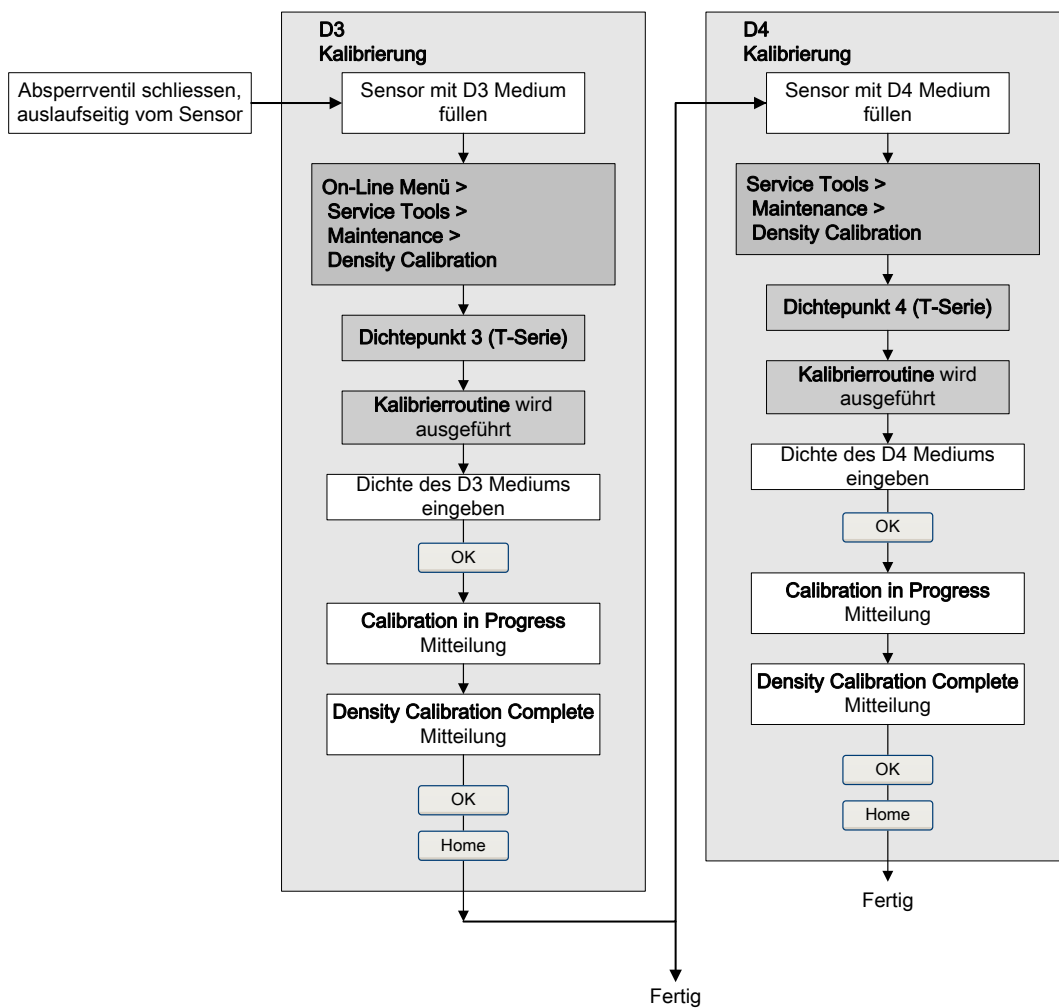 Absperrventil schliessen,
auslaufseitig vom Sensor
D3
Kalibrierung
Sensor mit D3 Medium
füllen
On-Line Menü >
Service Tools >
Maintenance >
Density Calibration
Dichtepunkt 3 (T-Serie)
Kalibrierroutine wird
ausgeführt
Dichte des D3 Mediums
eingeben
OK
Calibration in Progress
Mitteilung
Density Calibration Complete
Mitteilung
OK
Home
Fertig
D4
Kalibrierung
Sensor mit D4 Medium
füllen
Service Tools >
Maintenance >
Density Calibration
Dichtepunkt 4 (T-Serie)
Kalibrierroutine wird
ausgeführt
Dichte des D4 Mediums
eingeben
OK
Calibration in Progress
Mitteilung
Density Calibration Complete
Mitteilung
OK
Home
Fertig